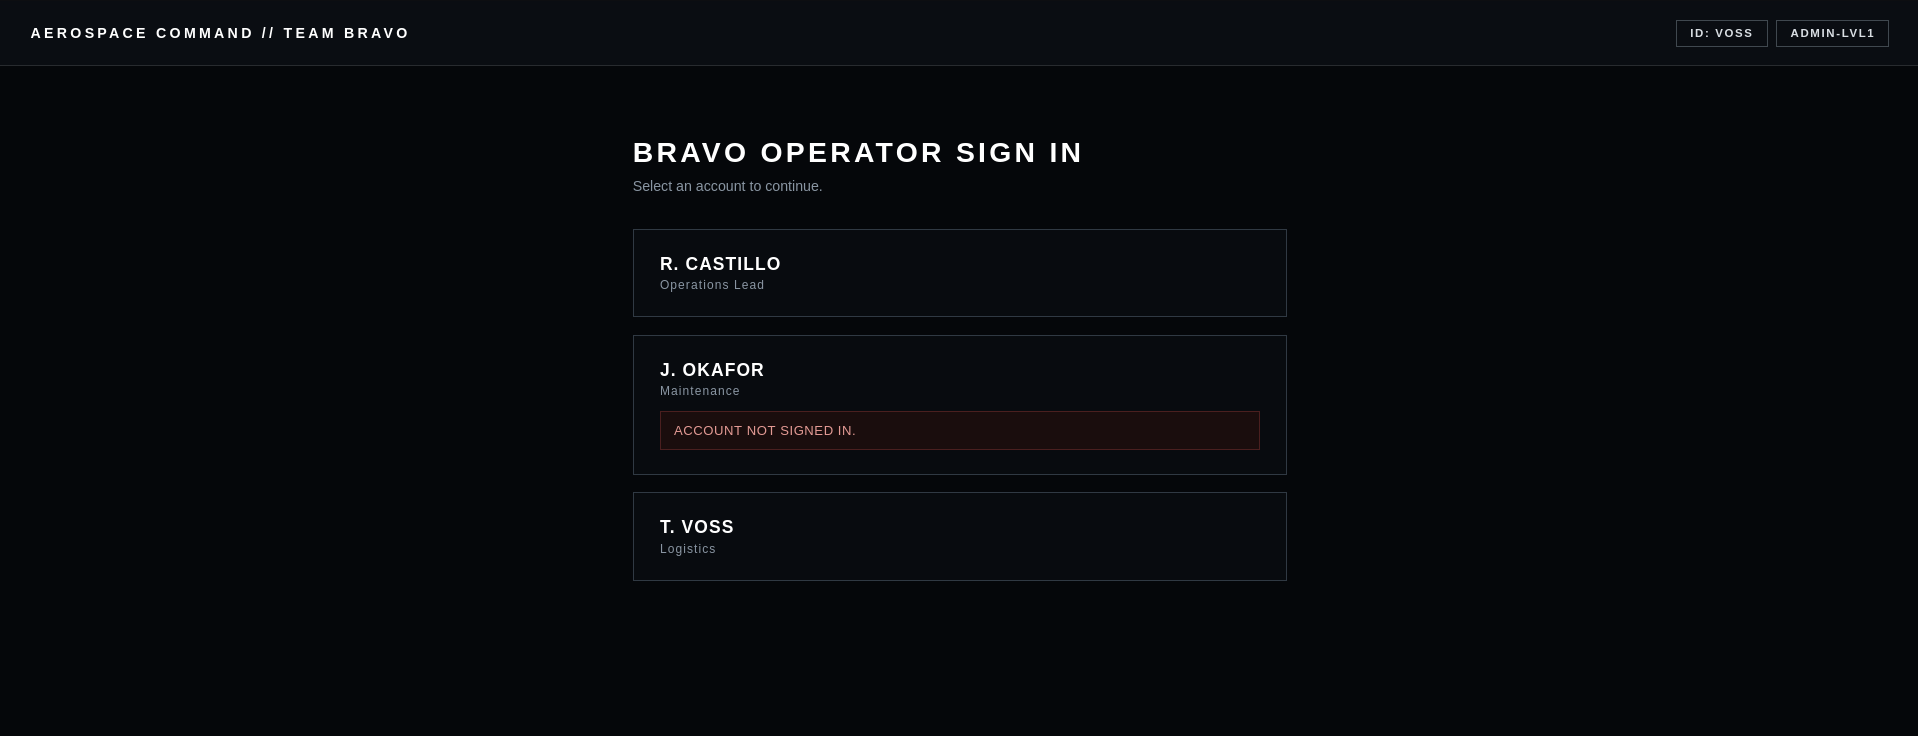 AEROSPACE COMMAND // TEAM BRAVO
ID: VOSS
ADMIN-LVL1
BRAVO OPERATOR SIGN IN
Select an account to continue.
R. CASTILLO
Operations Lead
J. OKAFOR
Maintenance
ACCOUNT NOT SIGNED IN.
T. VOSS
Logistics